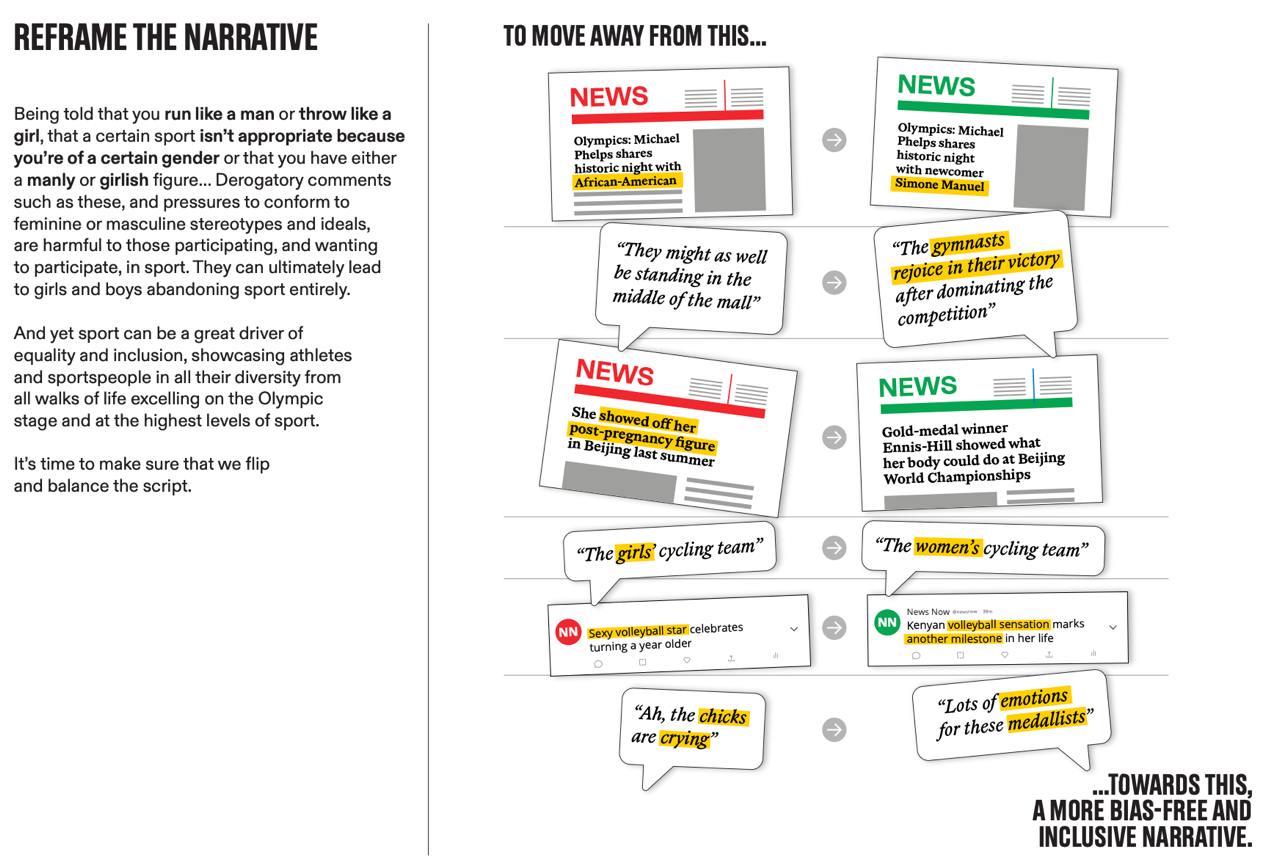 REFRAME THE NARRATIVE
Being told that you run like a man or throw like a
girl, that a certain sport isn't appropriate because
you're of a certain gender or that you have either
a manly or girlish figure... Derogatory comments
such as these, and pressures to conform to
feminine or masculine stereotypes and ideals,
are harmful to those participating, and wanting
to participate, in sport. They can ultimately lead
to girls and boys abandoning sport entirely.
And yet sport can be a great driver of
equality and inclusion, showcasing athletes
and sportspeople in all their diversity from
all walks of life excelling on the Olympic
stage and at the highest levels of sport.
It's time to make sure that we flip
and balance the script.
TO MOVE AWAY FROM THIS...
NEWS
Olympics: Michael
Phelps shares
historic night with
African-American
NEWS
Olympics: Michael
Phelps shares
historic night
with newcomer
Simone Manuel
"They might as well
be standing in the
middle of the mall"
"The gymnasts
rejoice in their victory
after dominating the
competition"
NEWS
She showed off her
post-pregnancy figure
in Beijing last summer
NEWS
Gold-medal winner
Ennis-Hill showed what
her body could do at Beijing
World Championships
"The girls' cycling team"
"The women's cycling team"
NN
Sexy volleyball star celebrates
turning a year older
NN
News Now @newsnow
Kenyan volleyball sensation marks
another milestone in her life
"Ah, the chicks
are crying"
"Lots of emotions
for these medallists"
...TOWARDS THIS,
A MORE BIAS-FREE AND
INCLUSIVE NARRATIVE.